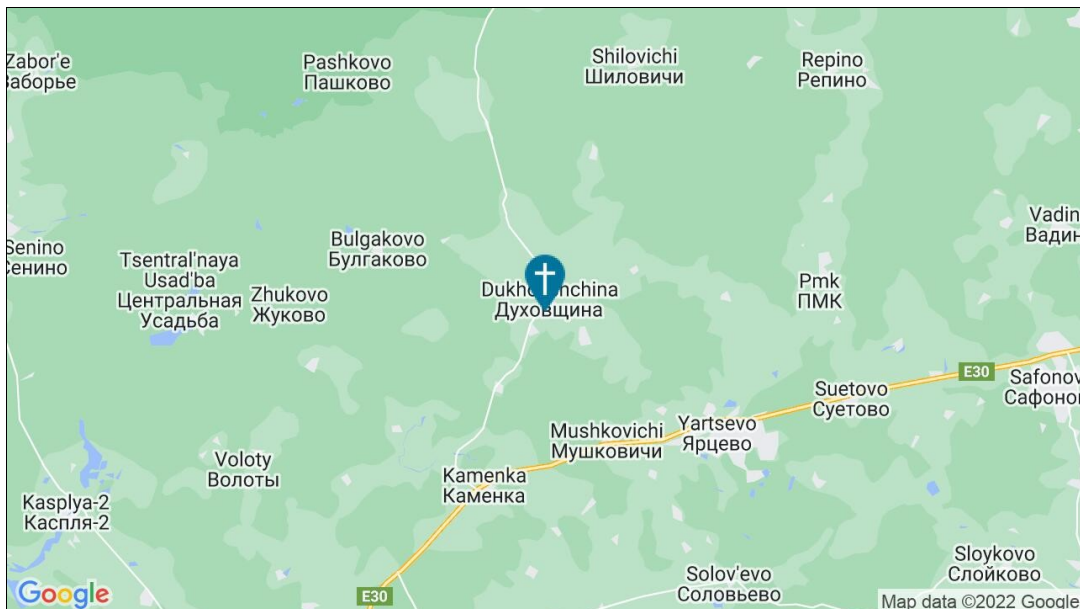 Zabor'e
Заборье
Pashkovo
Пашково
Shilovichi
Шиловичи
Repino
Репино
Vadin
Вадин
Senino
Сенино
Bulgakovo
Булгаково
Tsentral'naya
Usad'ba
Центральная
Усадьба
Zhukovo
Жуково
Духовщина
Pmk
ПМК
E30
Safonov
Сафонов
Suetovo
Суетово
Mushkovichi
Мушковичи
Yartsevo
Ярцево
Voloty
Волоты
Kamenka
Каменка
Kasplya-2
Каспля-2
Sloykovo
Слойково
Solov'evo
Соловьево
E30
Google
Map data ©2022 Google